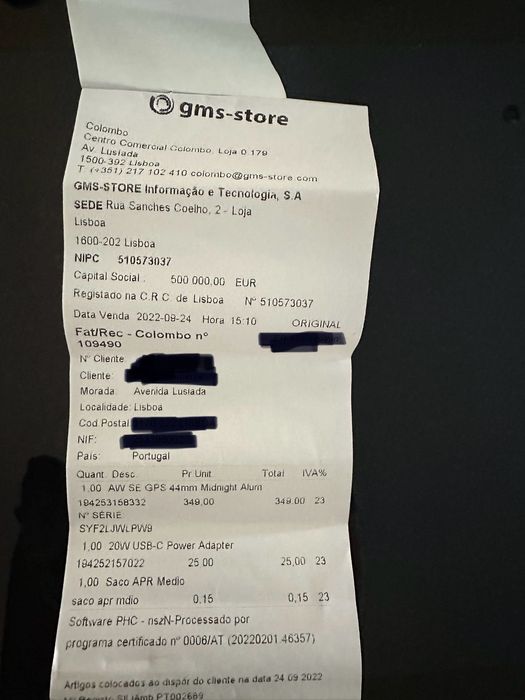 gms-store
Colombo
Centro Comercial Colombo, Loja 0.179
Av. Lusiada
1500-392 Lisboa
T. (+351) 217 102 410 colombo@gms-store.com
GMS-STORE Informação e Tecnologia, S.A
SEDE Rua Sanches Coelho, 2 - Loja
Lisboa
1600-202 Lisboa
NIPC 510573037
Capital Social : 500 000,00 EUR
Registado na C.R.C. de Lisboa Nº 510573037
Data Venda 2022-09-24 Hora 15:10 ORIGINAL
Fat/Rec - Colombo nº
109490
Nº Cliente
Cliente:
Morada: Avenida Lusiada
Localidade: Lisboa
Cod.Postal
NIF:
País: Portugal
Quant. Desc. Pr.Unit. Total IVA%
1,00 AW SE GPS 44mm Midnight Alum
194253158332 349,00 349.00 23
Nº SÉRIE:
SYF2LJWLPW9
1,00 20W USB-C Power Adapter
194252157022 25.00 25,00 23
1,00 Saco APR Medio
saco apr mdio 0.15 0,15 23
Software PHC - nszN-Processado por
programa certificado nº 0006/AT (20220201.46357)
Artigos colocados ao dispôr do cliente na data 24.09.2022
PT002689